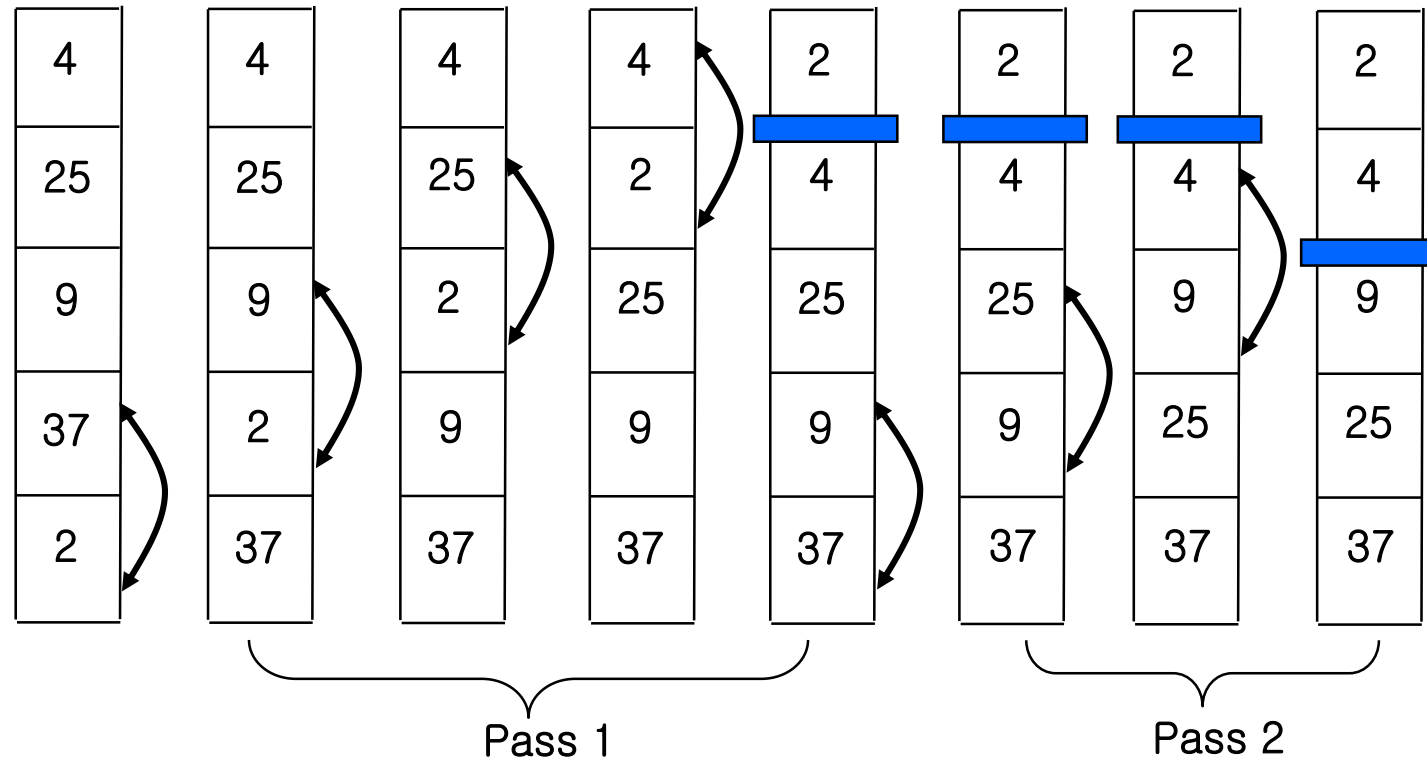 4 4 4 4 2 2 2 2
25 25 25 2 4 4 4 4
9 9 2 25 25 25 9 9
37 2 9 9 9 9 25 25
2 37 37 37 37 37 37 37
Pass 1 Pass 2